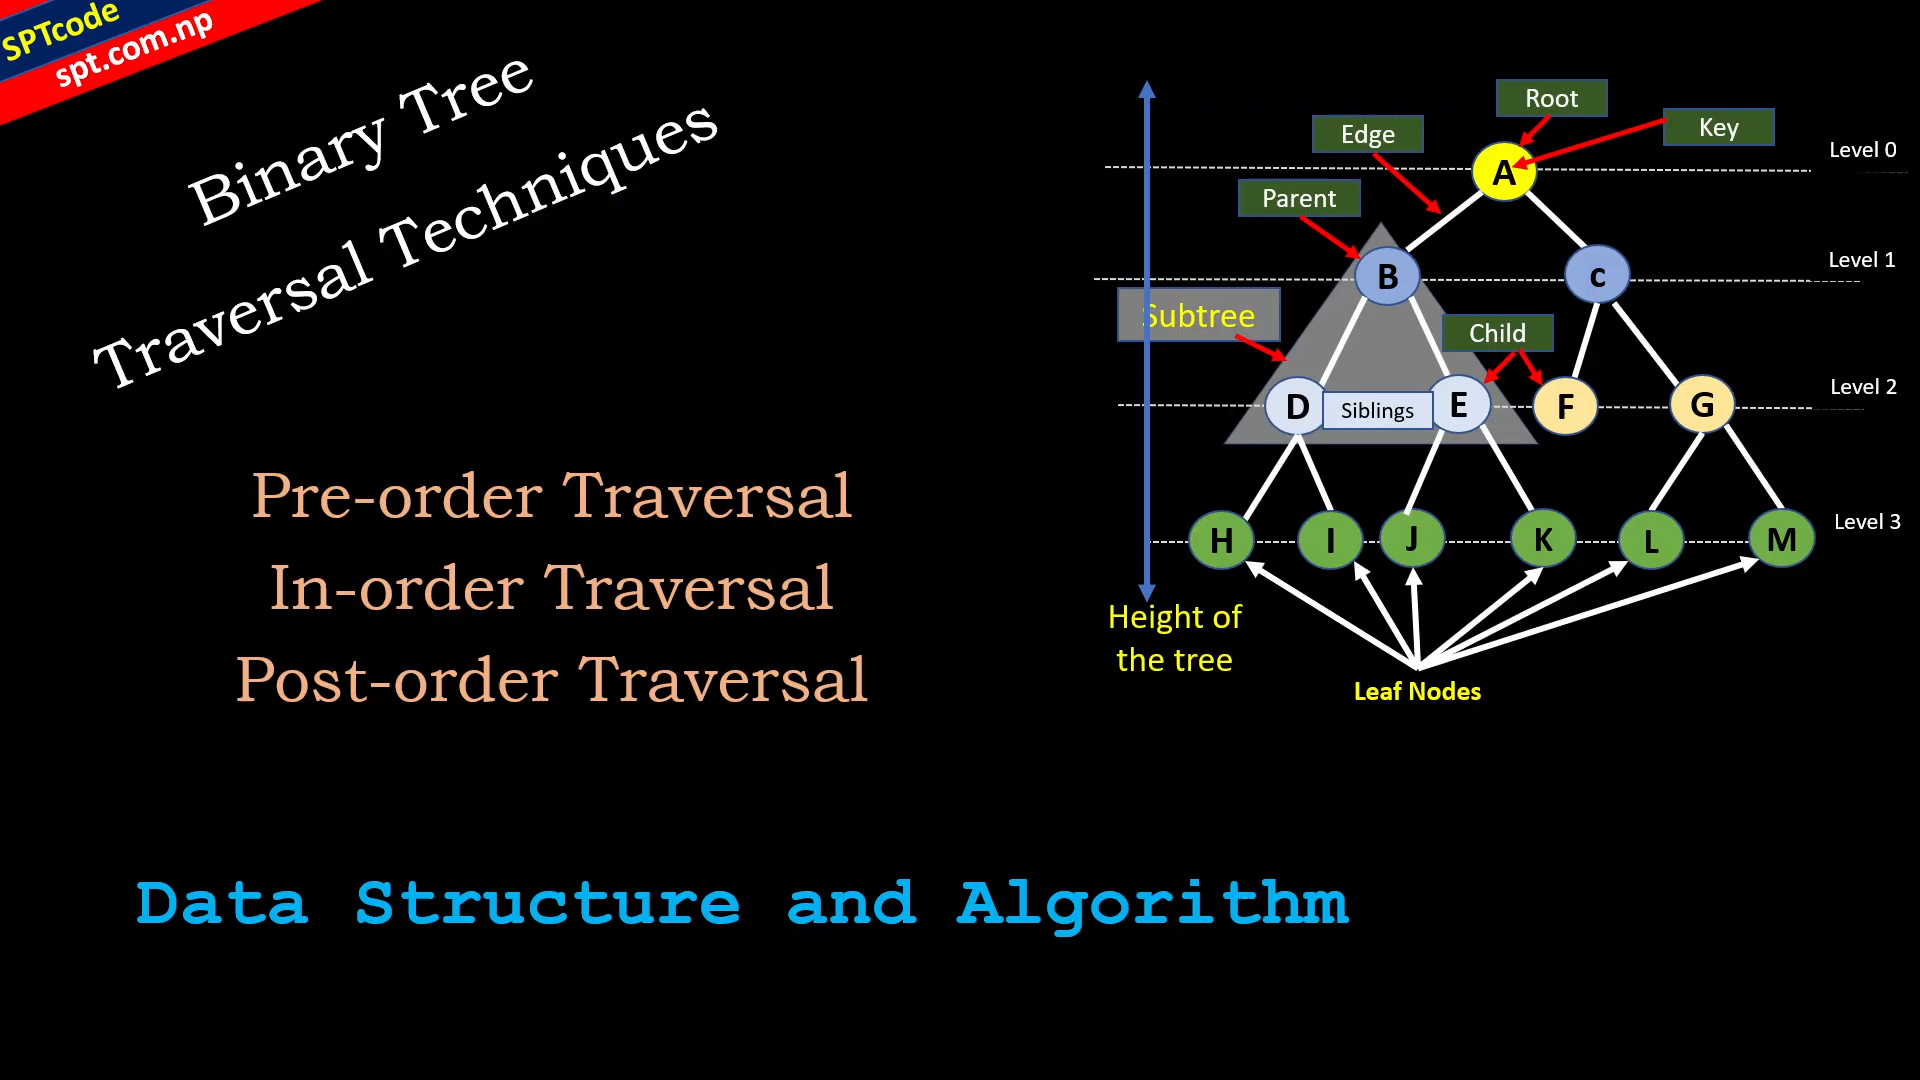 SPTcode
spt.com.np
Binary Tree
Traversal Techniques
Pre-order Traversal
In-order Traversal
Post-order Traversal
Data Structure and Algorithm
Root
Key
Edge
Parent
Subtree
Child
Siblings
A
B
c
D
E
F
G
H
I
J
K
L
M
Level 0
Level 1
Level 2
Level 3
Height of
the tree
Leaf Nodes